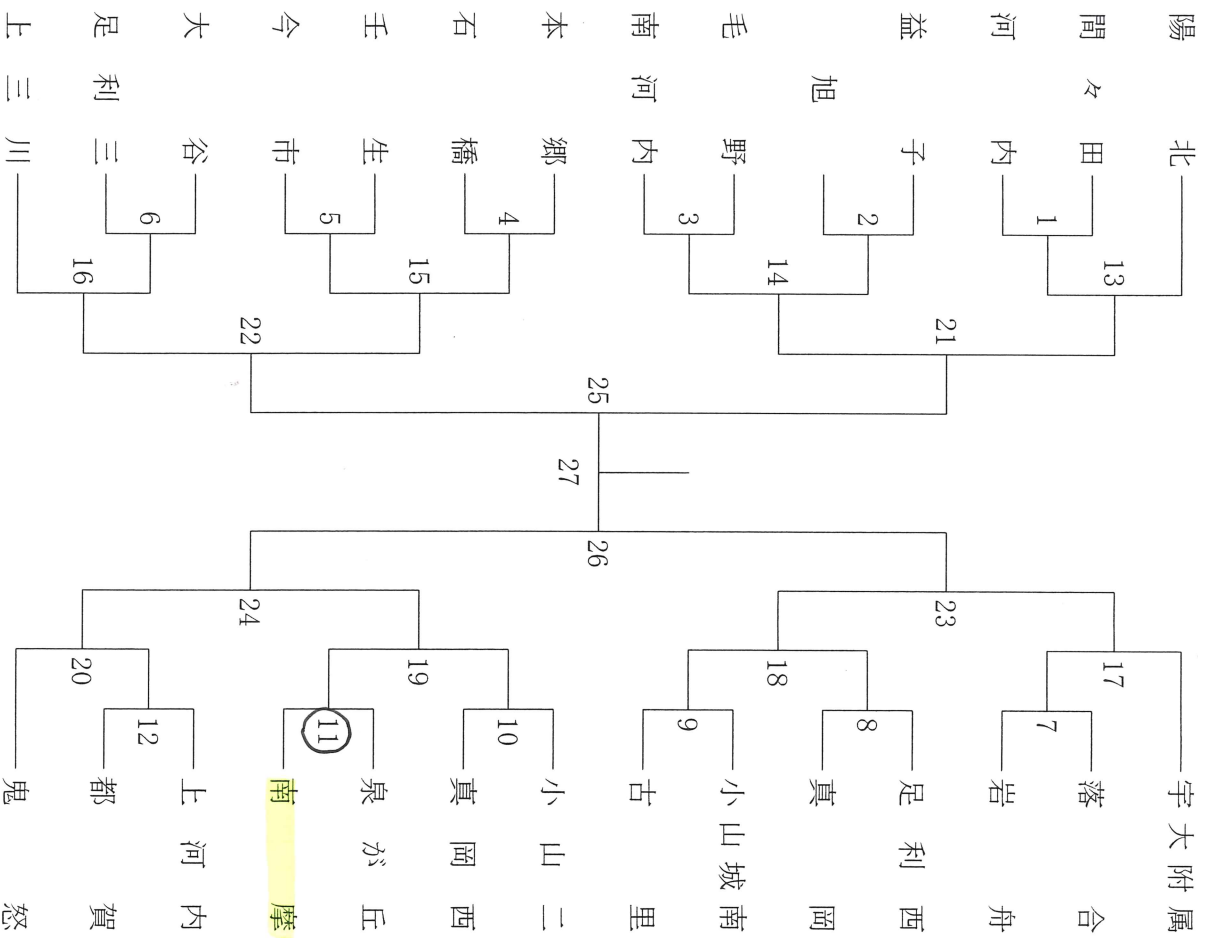 陽北
間々田
河内
益子
旭
毛野
南河内
本郷
石橋
壬生
今市
大谷
足利三
上三川
1
2
3
4
5
6
13
14
15
16
21
22
25
27
26
23
24
17
18
19
20
7
8
9
10
11
12
宇大附属
落合
岩舟
足利西
真岡
小山城南
古里
小山二
真岡西
泉が丘
南摩
上河内
都賀
鬼怒